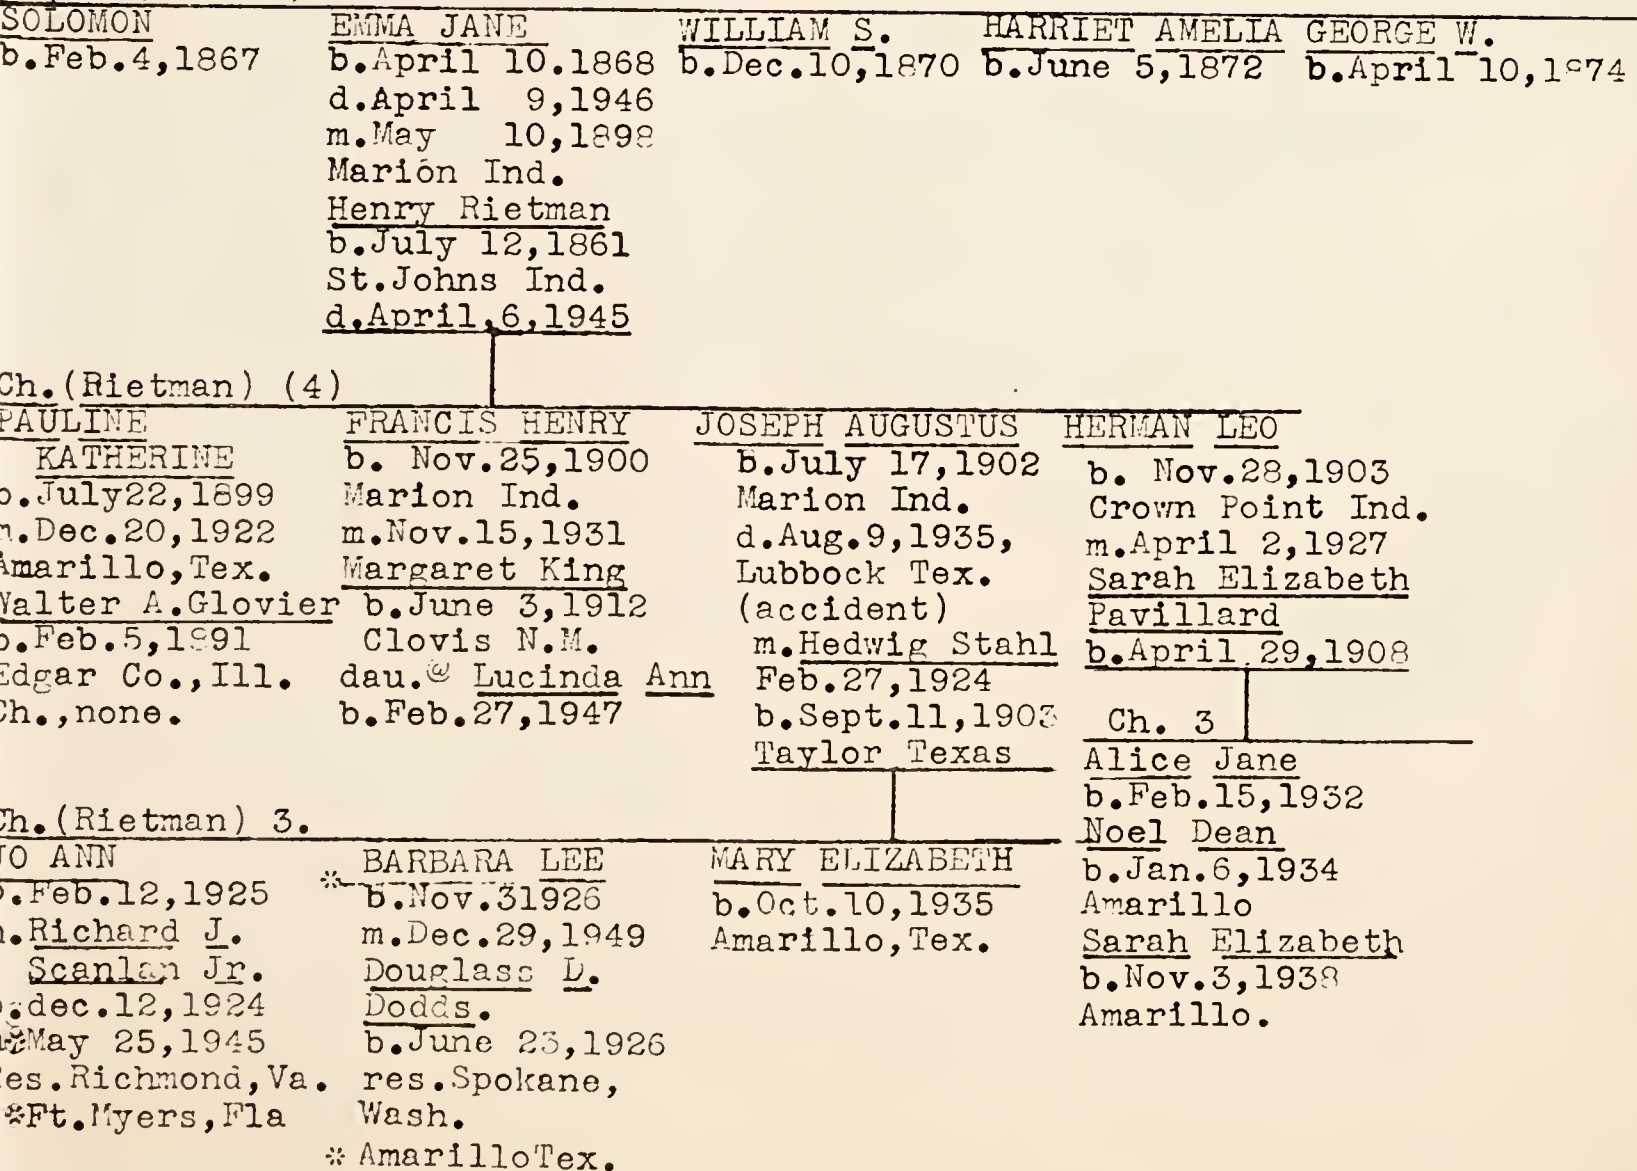 SOLOMON
b.Feb.4,1867
EMMA JANE
b.April 10.1868
d.April 9,1946
m.May 10,1898
Marion Ind.
Henry Rietman
b.July 12,1861
St.Johns Ind.
d.April,6,1945
WILLIAM S.
b.Dec.10,1870
HARRIET AMELIA
b.June 5,1872
GEORGE W.
b.April 10,1874
Ch.(Rietman) (4)
PAULINE
KATHERINE
b.July22,1899
m.Dec.20,1922
Amarillo,Tex.
Walter A.Glovier
b.Feb.5,1891
Edgar Co.,Ill.
Ch.,none.
FRANCIS HENRY
b. Nov.25,1900
Marion Ind.
m.Nov.15,1931
Margaret King
b.June 3,1912
Clovis N.M.
dau.@ Lucinda Ann
b.Feb.27,1947
JOSEPH AUGUSTUS
b.July 17,1902
Marion Ind.
d.Aug.9,1935,
Lubbock Tex.
(accident)
m.Hedwig Stahl
Feb.27,1924
b.Sept.11,1903
Taylor Texas
HERMAN LEO
b. Nov.28,1903
Crown Point Ind.
m.April 2,1927
Sarah Elizabeth
Pavillard
b.April 29,1908
Ch. 3
Alice Jane
b.Feb.15,1932
Noel Dean
b.Jan.6,1934
Amarillo
Sarah Elizabeth
b.Nov.3,1938
Amarillo.
Ch.(Rietman) 3.
JO ANN
b.Feb.12,1925
m.Richard J.
Scanlan Jr.
b.dec.12,1924
m*May 25,1945
res.Richmond,Va.
*Ft.Myers,Fla
BARBARA LEE
* b.Nov.31926
m.Dec.29,1949
Douglass D.
Dodds.
b.June 23,1926
res.Spokane,
Wash.
* AmarilloTex.
MARY ELIZABETH
b.Oct.10,1935
Amarillo,Tex.